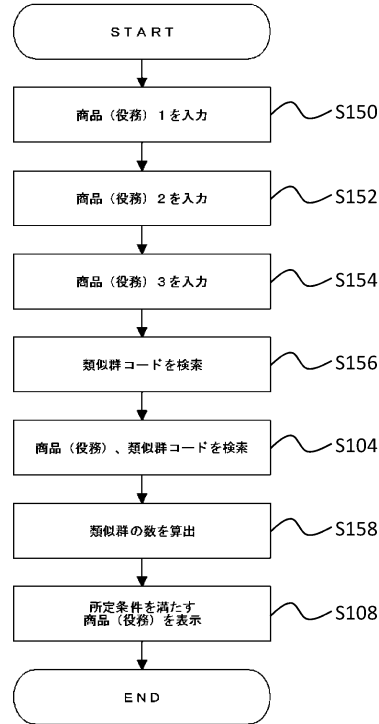 START
商品（役務）１を入力
S150
商品（役務）２を入力
S152
商品（役務）３を入力
S154
類似群コードを検索
S156
商品（役務）、類似群コードを検索
S104
類似群の数を算出
S158
所定条件を満たす
商品（役務）を表示
S108
END